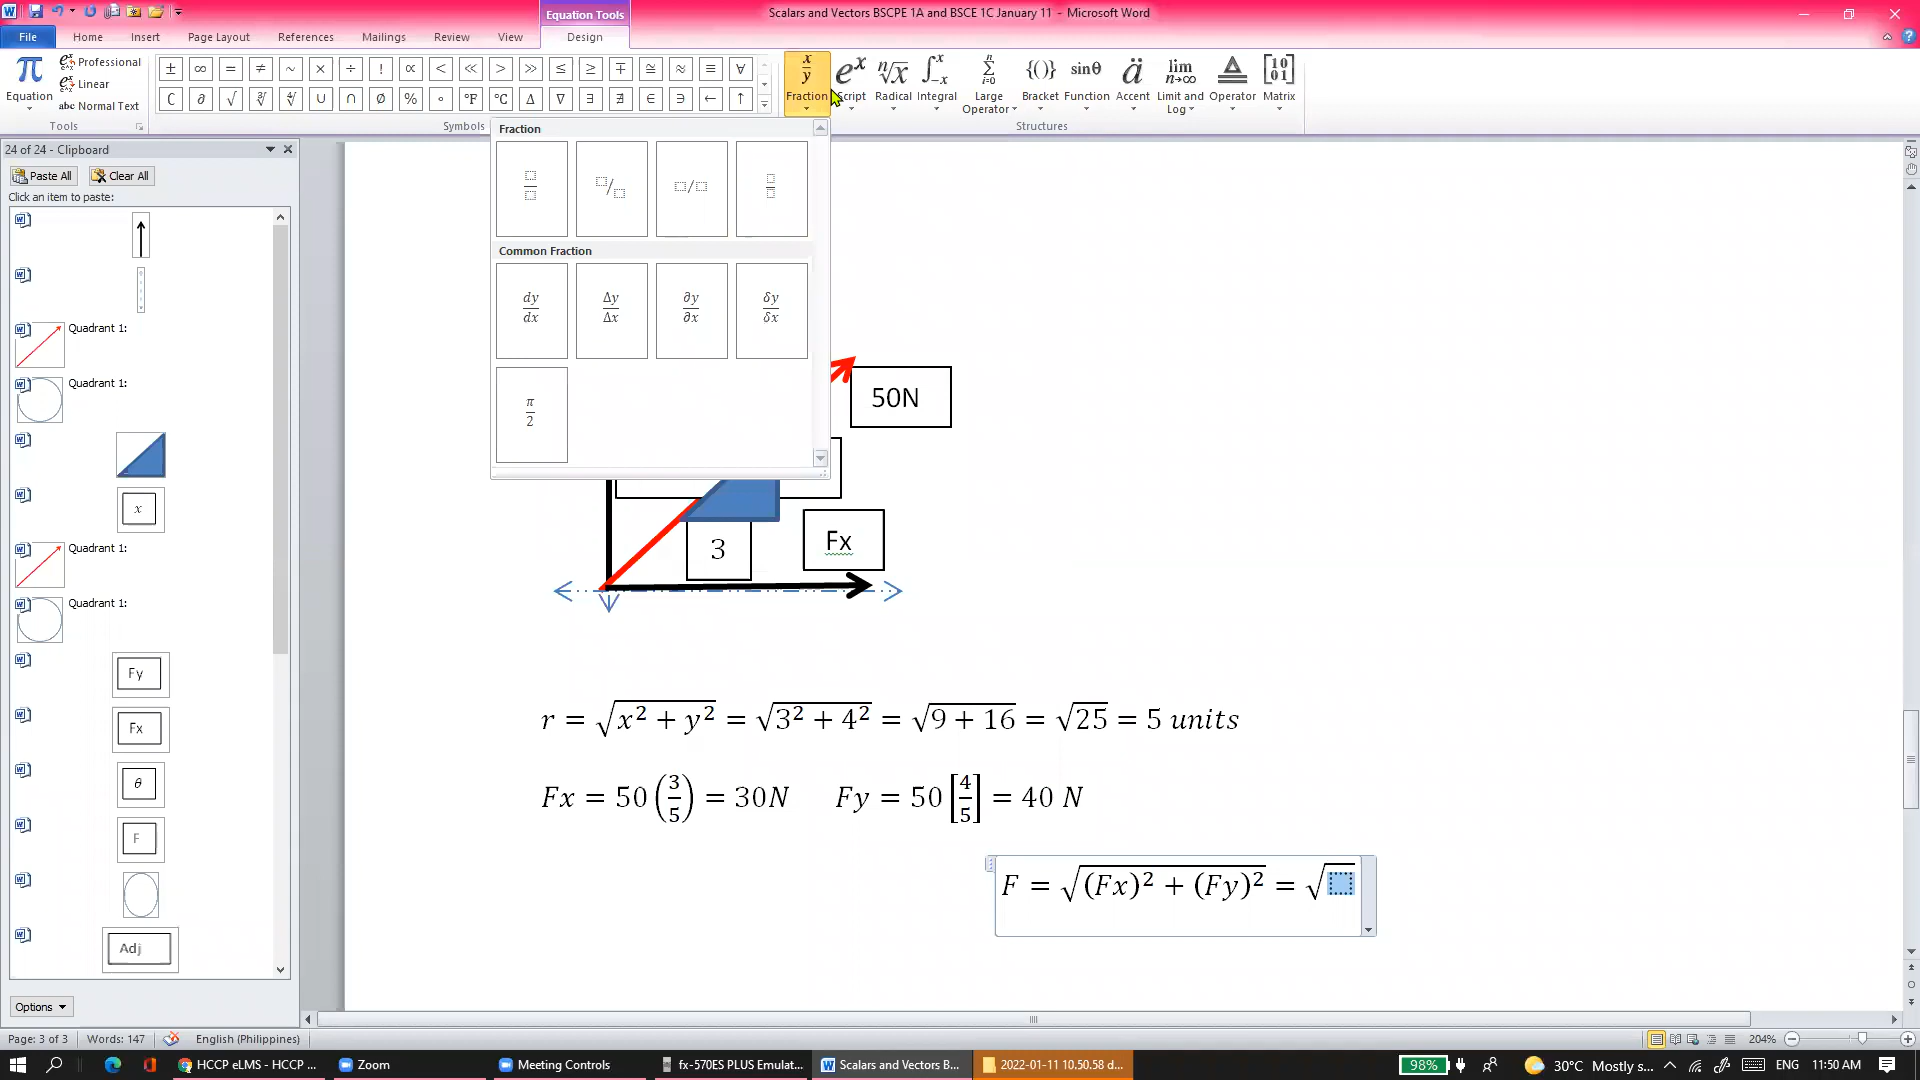 Equation Tools
Scalars and Vectors BSCPE 1A and BSCE 1C January 11 - Microsoft Word
File Home Insert Page Layout References Mailings Review View Design
π Equation
Professional
Linear
abc Normal Text
Tools
± ∞ = ≠ ~ × ÷ ! ∝ < ≪ > ≫ ≤ ≥ ∓ ≅ ≈ ≡ ∀
∁ ∂ √ ∛ ∜ ∪ ∩ ∅ % ° °F °C ∆ ∇ ∃ ∄ ∈ ∋ ← ↑
Symbols
Fraction Script Radical Integral Large Operator Bracket Function Accent Limit and Log Operator Matrix
Structures
24 of 24 - Clipboard
Paste All Clear All
Click an item to paste:
Quadrant 1:
Quadrant 1:
x
Quadrant 1:
Quadrant 1:
Fy
Fx
θ
F
Adj
Options
Fraction
Common Fraction
dy/dx Δy/Δx ∂y/∂x δy/δx
π/2
50N
3
Fx
r = √(x² + y²) = √(3² + 4²) = √(9 + 16) = √25 = 5 units
Fx = 50 (3/5) = 30N Fy = 50 [4/5] = 40 N
F = √((Fx)² + (Fy)²) = √
Page: 3 of 3 Words: 147 English (Philippines) 204%
HCCP eLMS - HCCP ... Zoom Meeting Controls fx-570ES PLUS Emulat... Scalars and Vectors B... 2022-01-11 10.50.58 d... 98% 30°C Mostly s... ENG 11:50 AM